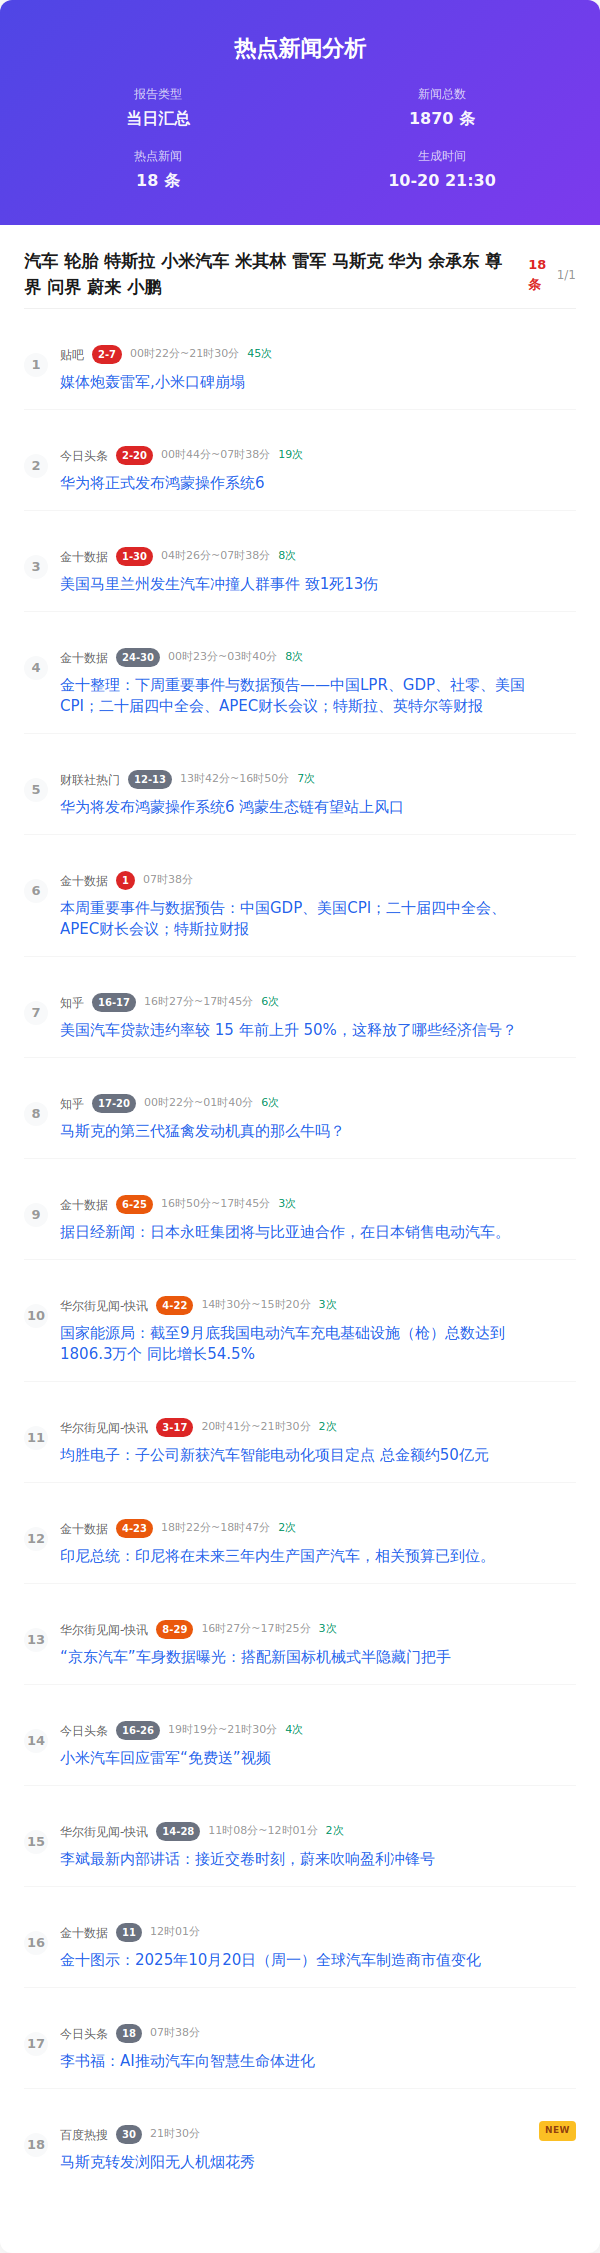 热点新闻分析
报告类型
当日汇总
新闻总数
1870 条
热点新闻
18 条
生成时间
10-20 21:30
汽车 轮胎 特斯拉 小米汽车 米其林 雷军 马斯克 华为 余承东 尊
界 问界 蔚来 小鹏
18
条
1/1
1
贴吧 2-7 00时22分~21时30分 45次
媒体炮轰雷军,小米口碑崩塌
2
今日头条 2-20 00时44分~07时38分 19次
华为将正式发布鸿蒙操作系统6
3
金十数据 1-30 04时26分~07时38分 8次
美国马里兰州发生汽车冲撞人群事件 致1死13伤
4
金十数据 24-30 00时23分~03时40分 8次
金十整理：下周重要事件与数据预告——中国LPR、GDP、社零、美国
CPI；二十届四中全会、APEC财长会议；特斯拉、英特尔等财报
5
财联社热门 12-13 13时42分~16时50分 7次
华为将发布鸿蒙操作系统6 鸿蒙生态链有望站上风口
6
金十数据 1 07时38分
本周重要事件与数据预告：中国GDP、美国CPI；二十届四中全会、
APEC财长会议；特斯拉财报
7
知乎 16-17 16时27分~17时45分 6次
美国汽车贷款违约率较 15 年前上升 50%，这释放了哪些经济信号？
8
知乎 17-20 00时22分~01时40分 6次
马斯克的第三代猛禽发动机真的那么牛吗？
9
金十数据 6-25 16时50分~17时45分 3次
据日经新闻：日本永旺集团将与比亚迪合作，在日本销售电动汽车。
10
华尔街见闻-快讯 4-22 14时30分~15时20分 3次
国家能源局：截至9月底我国电动汽车充电基础设施（枪）总数达到
1806.3万个 同比增长54.5%
11
华尔街见闻-快讯 3-17 20时41分~21时30分 2次
均胜电子：子公司新获汽车智能电动化项目定点 总金额约50亿元
12
金十数据 4-23 18时22分~18时47分 2次
印尼总统：印尼将在未来三年内生产国产汽车，相关预算已到位。
13
华尔街见闻-快讯 8-29 16时27分~17时25分 3次
“京东汽车”车身数据曝光：搭配新国标机械式半隐藏门把手
14
今日头条 16-26 19时19分~21时30分 4次
小米汽车回应雷军“免费送”视频
15
华尔街见闻-快讯 14-28 11时08分~12时01分 2次
李斌最新内部讲话：接近交卷时刻，蔚来吹响盈利冲锋号
16
金十数据 11 12时01分
金十图示：2025年10月20日（周一）全球汽车制造商市值变化
17
今日头条 18 07时38分
李书福：AI推动汽车向智慧生命体进化
18
百度热搜 30 21时30分
NEW
马斯克转发浏阳无人机烟花秀